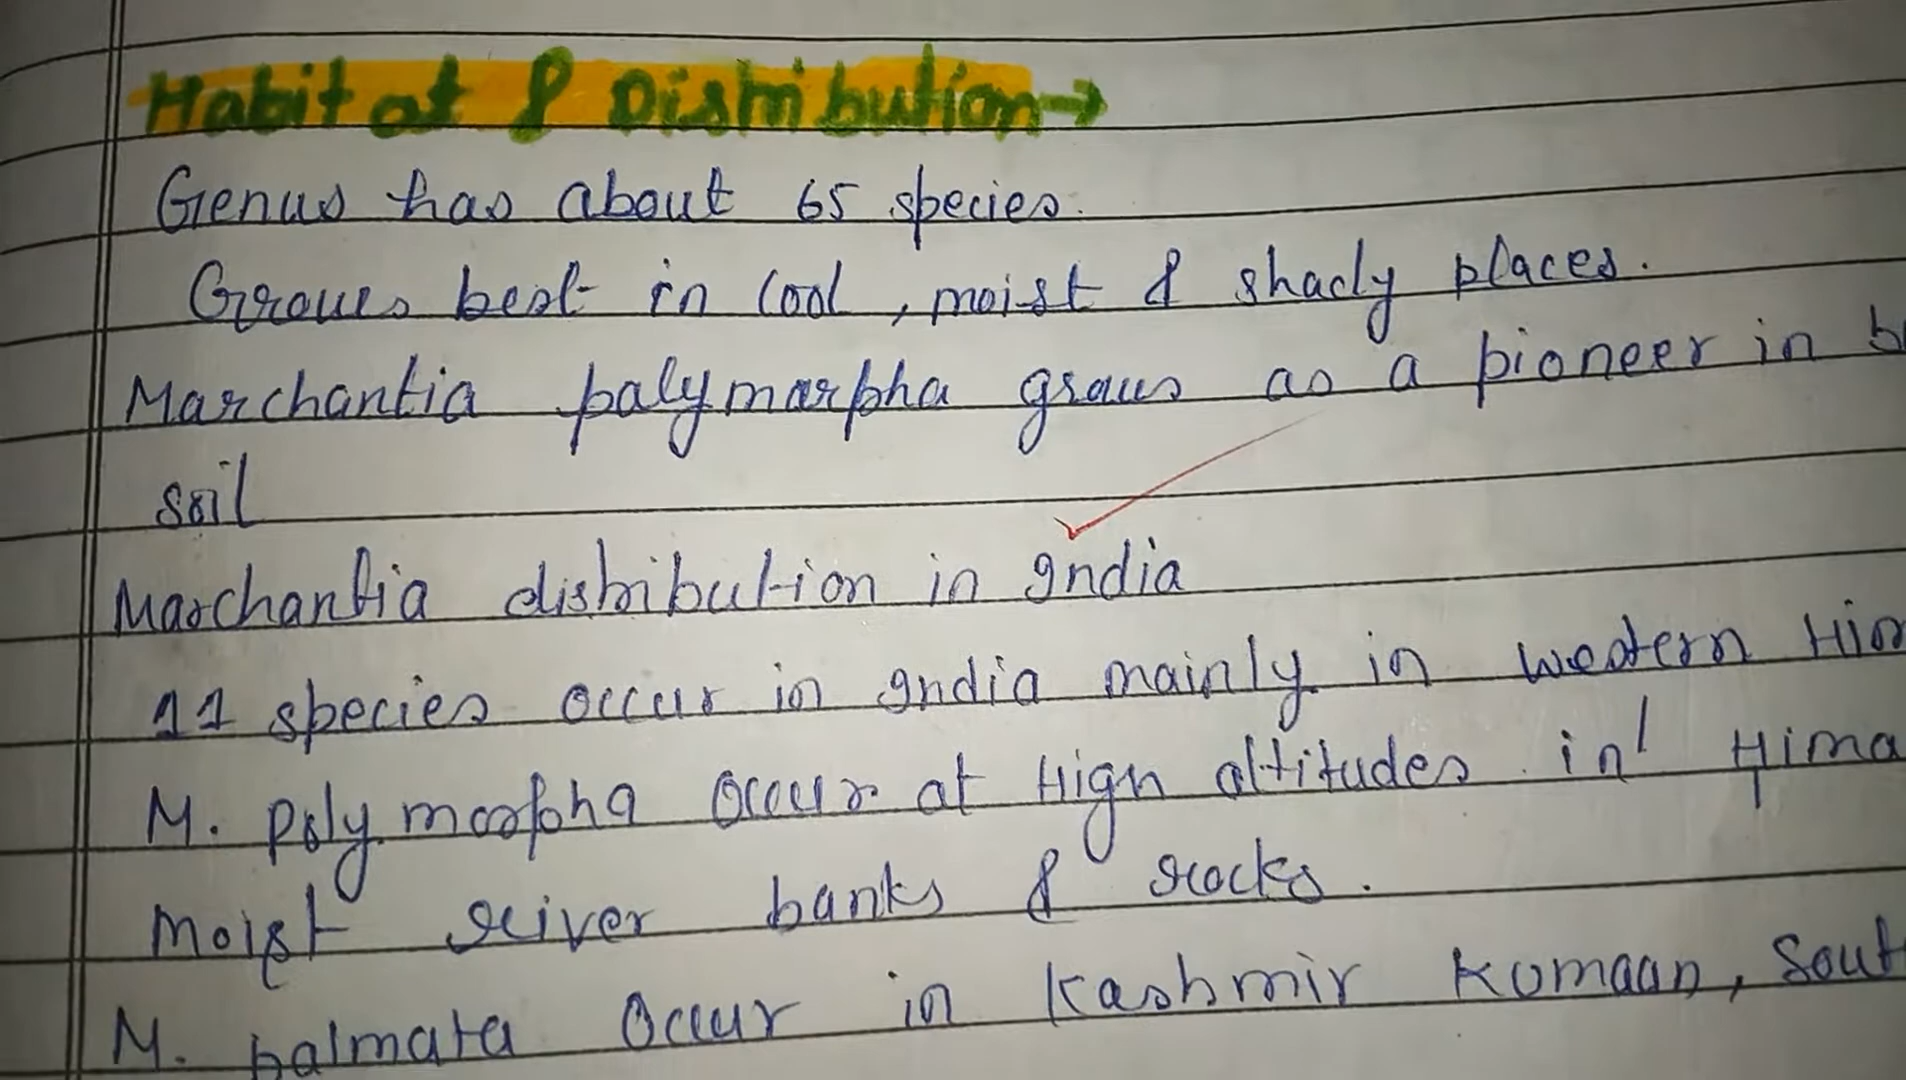 Habitat & Distribution→
Genus has about 65 species.
Grows best in cool, moist & shady places.
Marchantia polymorpha grows as a pioneer in
soil
Marchantia distribution in India
11 species occur in India mainly in western
M. polymorpha occur at High altitudes in
moist river banks & rocks.
M. palmata occur in Kashmir Kumaan,